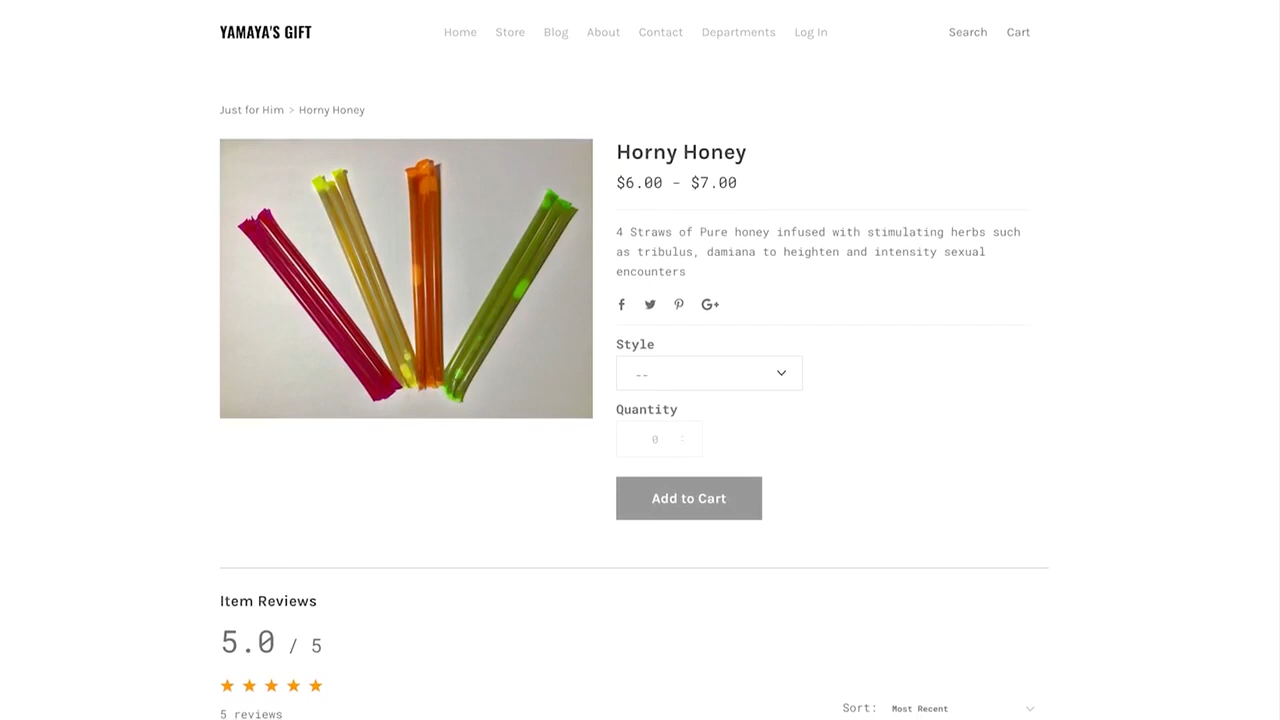 YAMAYA'S GIFT
Home Store Blog About Contact Departments Log In
Search Cart
Just for Him > Horny Honey
Horny Honey
$6.00 - $7.00
4 Straws of Pure honey infused with stimulating herbs such
as tribulus, damiana to heighten and intensity sexual
encounters
Style
--
Quantity
0
Add to Cart
Item Reviews
5.0 / 5
5 reviews
Sort: Most Recent